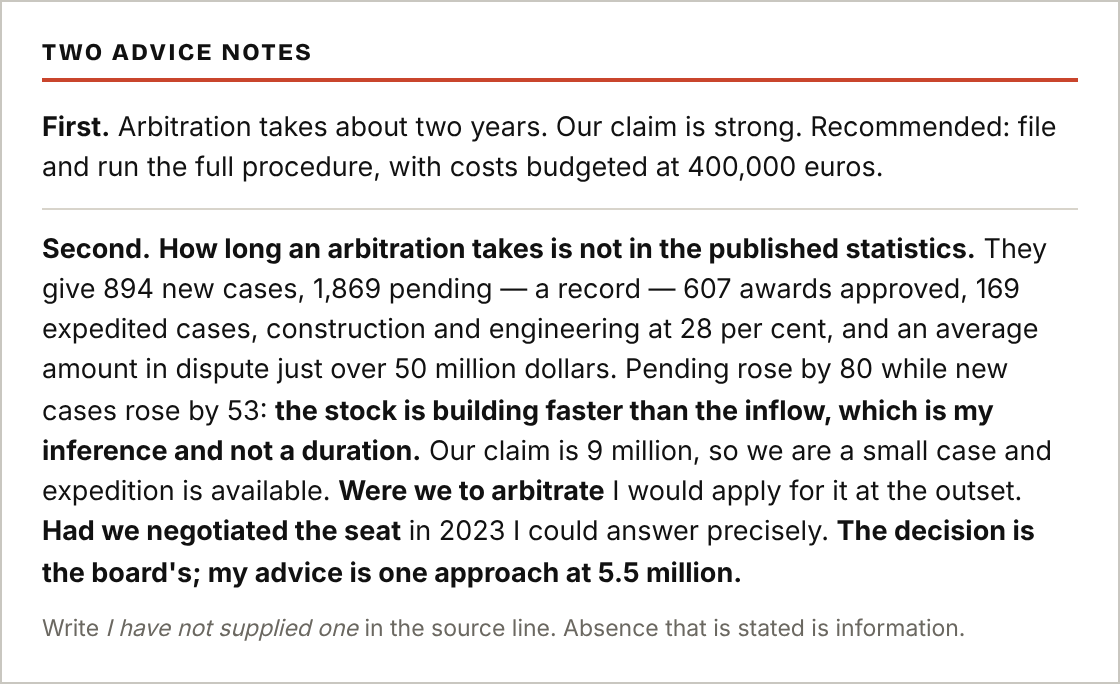 TWO ADVICE NOTES
First. Arbitration takes about two years. Our claim is strong. Recommended: file
and run the full procedure, with costs budgeted at 400,000 euros.
Second. How long an arbitration takes is not in the published statistics. They
give 894 new cases, 1,869 pending — a record — 607 awards approved, 169
expedited cases, construction and engineering at 28 per cent, and an average
amount in dispute just over 50 million dollars. Pending rose by 80 while new
cases rose by 53: the stock is building faster than the inflow, which is my
inference and not a duration. Our claim is 9 million, so we are a small case and
expedition is available. Were we to arbitrate I would apply for it at the outset.
Had we negotiated the seat in 2023 I could answer precisely. The decision is
the board's; my advice is one approach at 5.5 million.
Write I have not supplied one in the source line. Absence that is stated is information.